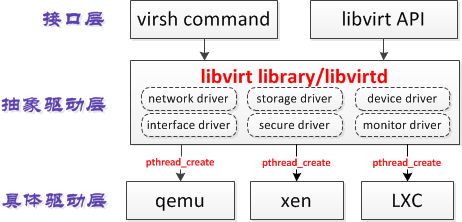 接口层
virsh command
libvirt API
libvirt library/libvirtd
抽象驱动层
network driver
storage driver
device driver
interface driver
secure driver
monitor driver
pthread_create
pthread_create
pthread_create
具体驱动层
qemu
xen
LXC